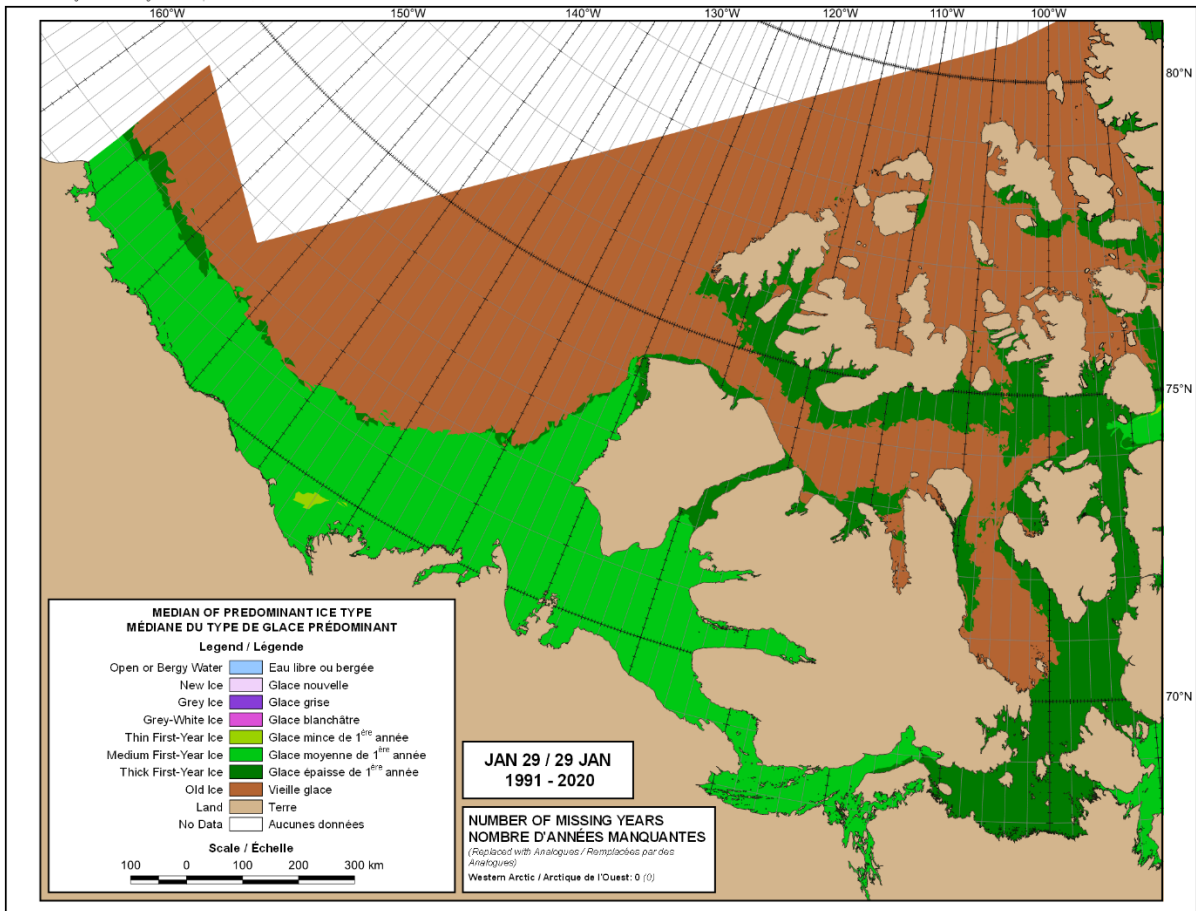 160°W 150°W 140°W 130°W 120°W 110°W 100°W
80°N
75°N
70°N
MEDIAN OF PREDOMINANT ICE TYPE
MÉDIANE DU TYPE DE GLACE PRÉDOMINANT
Legend / Légende
Open or Bergy Water Eau libre ou bergée
New Ice Glace nouvelle
Grey Ice Glace grise
Grey-White Ice Glace blanchâtre
Thin First-Year Ice Glace mince de 1ère année
Medium First-Year Ice Glace moyenne de 1ère année
Thick First-Year Ice Glace épaisse de 1ère année
Old Ice Vieille glace
Land Terre
No Data Aucunes données
Scale / Échelle
100 0 100 200 300 km
JAN 29 / 29 JAN
1991 - 2020
NUMBER OF MISSING YEARS
NOMBRE D'ANNÉES MANQUANTES
(Replaced with Analogues / Remplacées par des
Analogues)
Western Arctic / Arctique de l'Ouest: 0 (0)